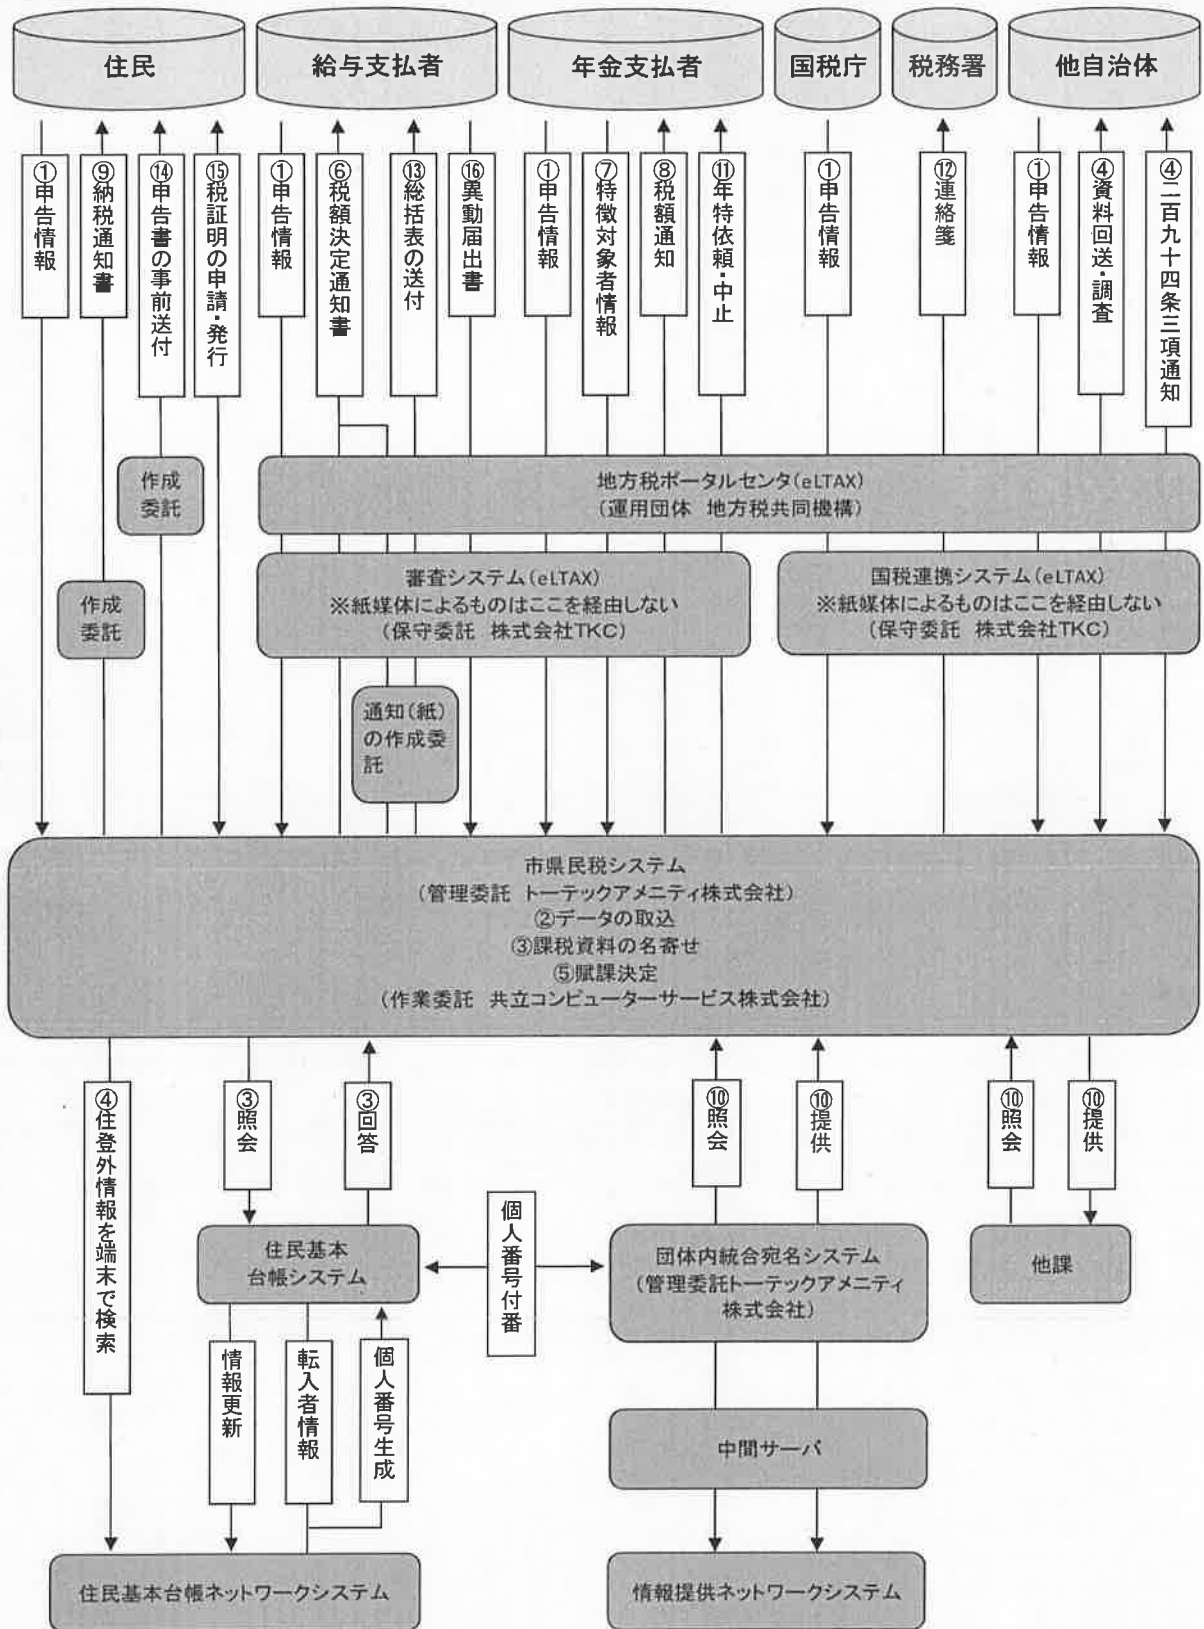 住民
給与支払者
年金支払者
国税庁
税務署
他自治体
①申告情報
⑨納税通知書
⑭申告書の事前送付
⑮税証明の申請・発行
①申告情報
⑥税額決定通知書
⑬総括表の送付
⑯異動届出書
①申告情報
⑦特徴対象者情報
⑧税額通知
⑪年特依頼・中止
①申告情報
⑫連絡箋
①申告情報
④資料回送・調査
④二百九十四条三項通知
作成
委託
地方税ポータルセンタ(eLTAX)
(運用団体 地方税共同機構)
作成
委託
審査システム(eLTAX)
※紙媒体によるものはここを経由しない
(保守委託 株式会社TKC)
国税連携システム(eLTAX)
※紙媒体によるものはここを経由しない
(保守委託 株式会社TKC)
通知(紙)
の作成委
託
市県民税システム
(管理委託 トーテックアメニティ株式会社)
②データの取込
③課税資料の名寄せ
⑤賦課決定
(作業委託 共立コンピューターサービス株式会社)
④住登外情報を端末で検索
③照会
③回答
⑩照会
⑩提供
⑩照会
⑩提供
住民基本
台帳システム
個人番号付番
団体内統合宛名システム
(管理委託トーテックアメニティ
株式会社)
他課
情報更新
転入者情報
個人番号生成
中間サーバ
住民基本台帳ネットワークシステム
情報提供ネットワークシステム